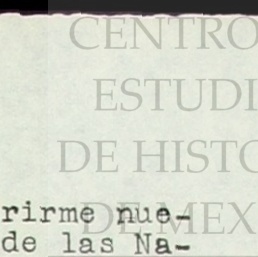 CENTRO
ESTUDI
DE HISTO
DE MEX
rirme nue-
de las Na-